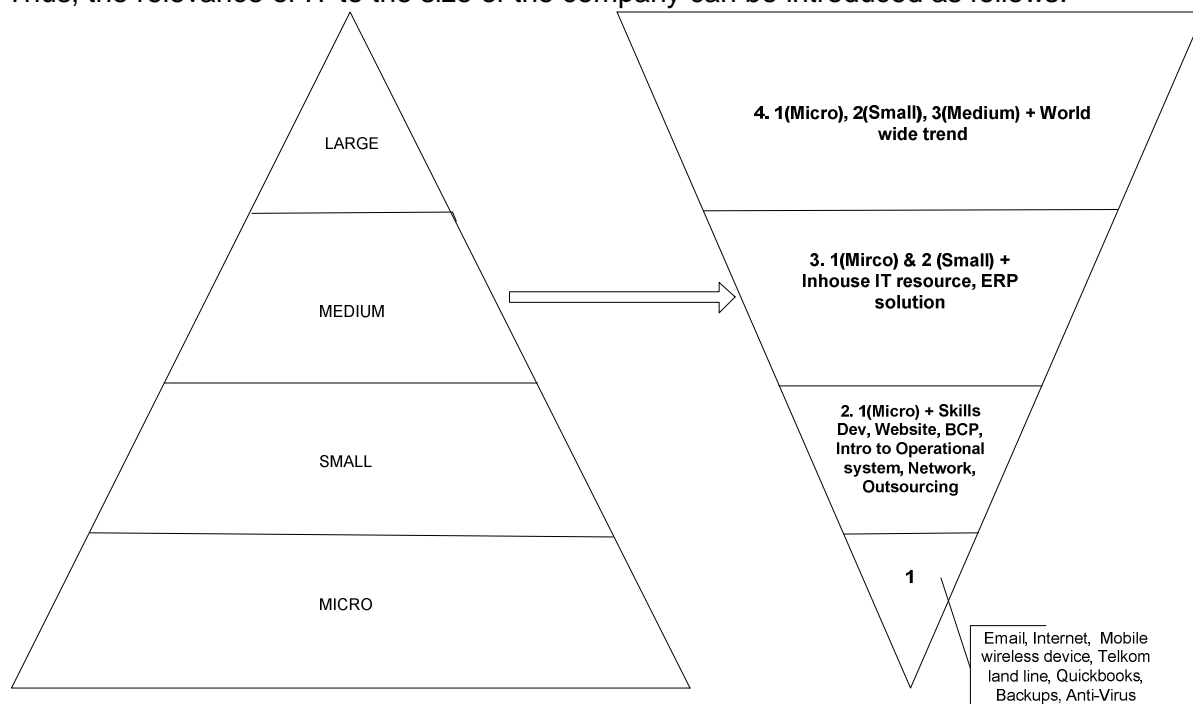 Thus, the relevance of IT to the size of the company can be introduced as follows:
LARGE
MEDIUM
SMALL
MICRO
4. 1(Micro), 2(Small), 3(Medium) + World
wide trend
3. 1(Mirco) & 2 (Small) +
Inhouse IT resource, ERP
solution
2. 1(Micro) + Skills
Dev, Website, BCP,
Intro to Operational
system, Network,
Outsourcing
1
Email, Internet, Mobile
wireless device, Telkom
land line, Quickbooks,
Backups, Anti-Virus